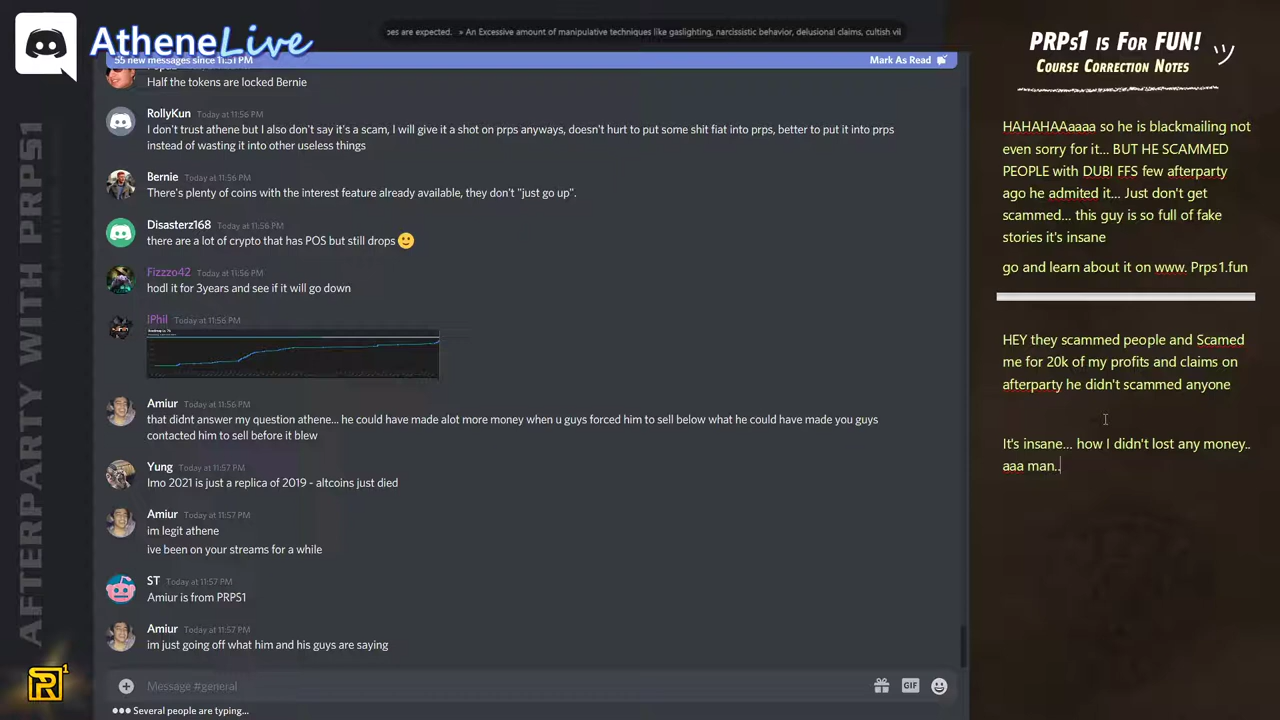 AtheneLive
pes are expected. » An Excessive amount of manipulative techniques like gaslighting, narcissistic behavior, delusional claims, cultish vil
55 new messages since 11:51 PM
Mark As Read
Half the tokens are locked Bernie
RollyKun Today at 11:56 PM
I don't trust athene but I also don't say it's a scam, I will give it a shot on prps anyways, doesn't hurt to put some shit fiat into prps, better to put it into prps
instead of wasting it into other useless things
Bernie Today at 11:56 PM
There's plenty of coins with the interest feature already available, they don't "just go up".
Disasterz168 Today at 11:56 PM
there are a lot of crypto that has POS but still drops
Fizzzo42 Today at 11:56 PM
hodl it for 3years and see if it will go down
lPhil Today at 11:56 PM
Amiur Today at 11:56 PM
that didnt answer my question athene... he could have made alot more money when u guys forced him to sell below what he could have made you guys
contacted him to sell before it blew
Yung Today at 11:57 PM
Imo 2021 is just a replica of 2019 - altcoins just died
Amiur Today at 11:57 PM
im legit athene
ive been on your streams for a while
ST Today at 11:57 PM
Amiur is from PRPS1
Amiur Today at 11:57 PM
im just going off what him and his guys are saying
Message #general
GIF
Several people are typing...
AFTERPARTY WITH PRPS1
PRPs1 is For FUN!
Course Correction Notes
HAHAHAAaaaa so he is blackmailing not
even sorry for it... BUT HE SCAMMED
PEOPLE with DUBI FFS few afterparty
ago he admited it... Just don't get
scammed... this guy is so full of fake
stories it's insane
go and learn about it on www. Prps1.fun
HEY they scammed people and Scamed
me for 20k of my profits and claims on
afterparty he didn't scammed anyone
It's insane... how I didn't lost any money..
aaa man..